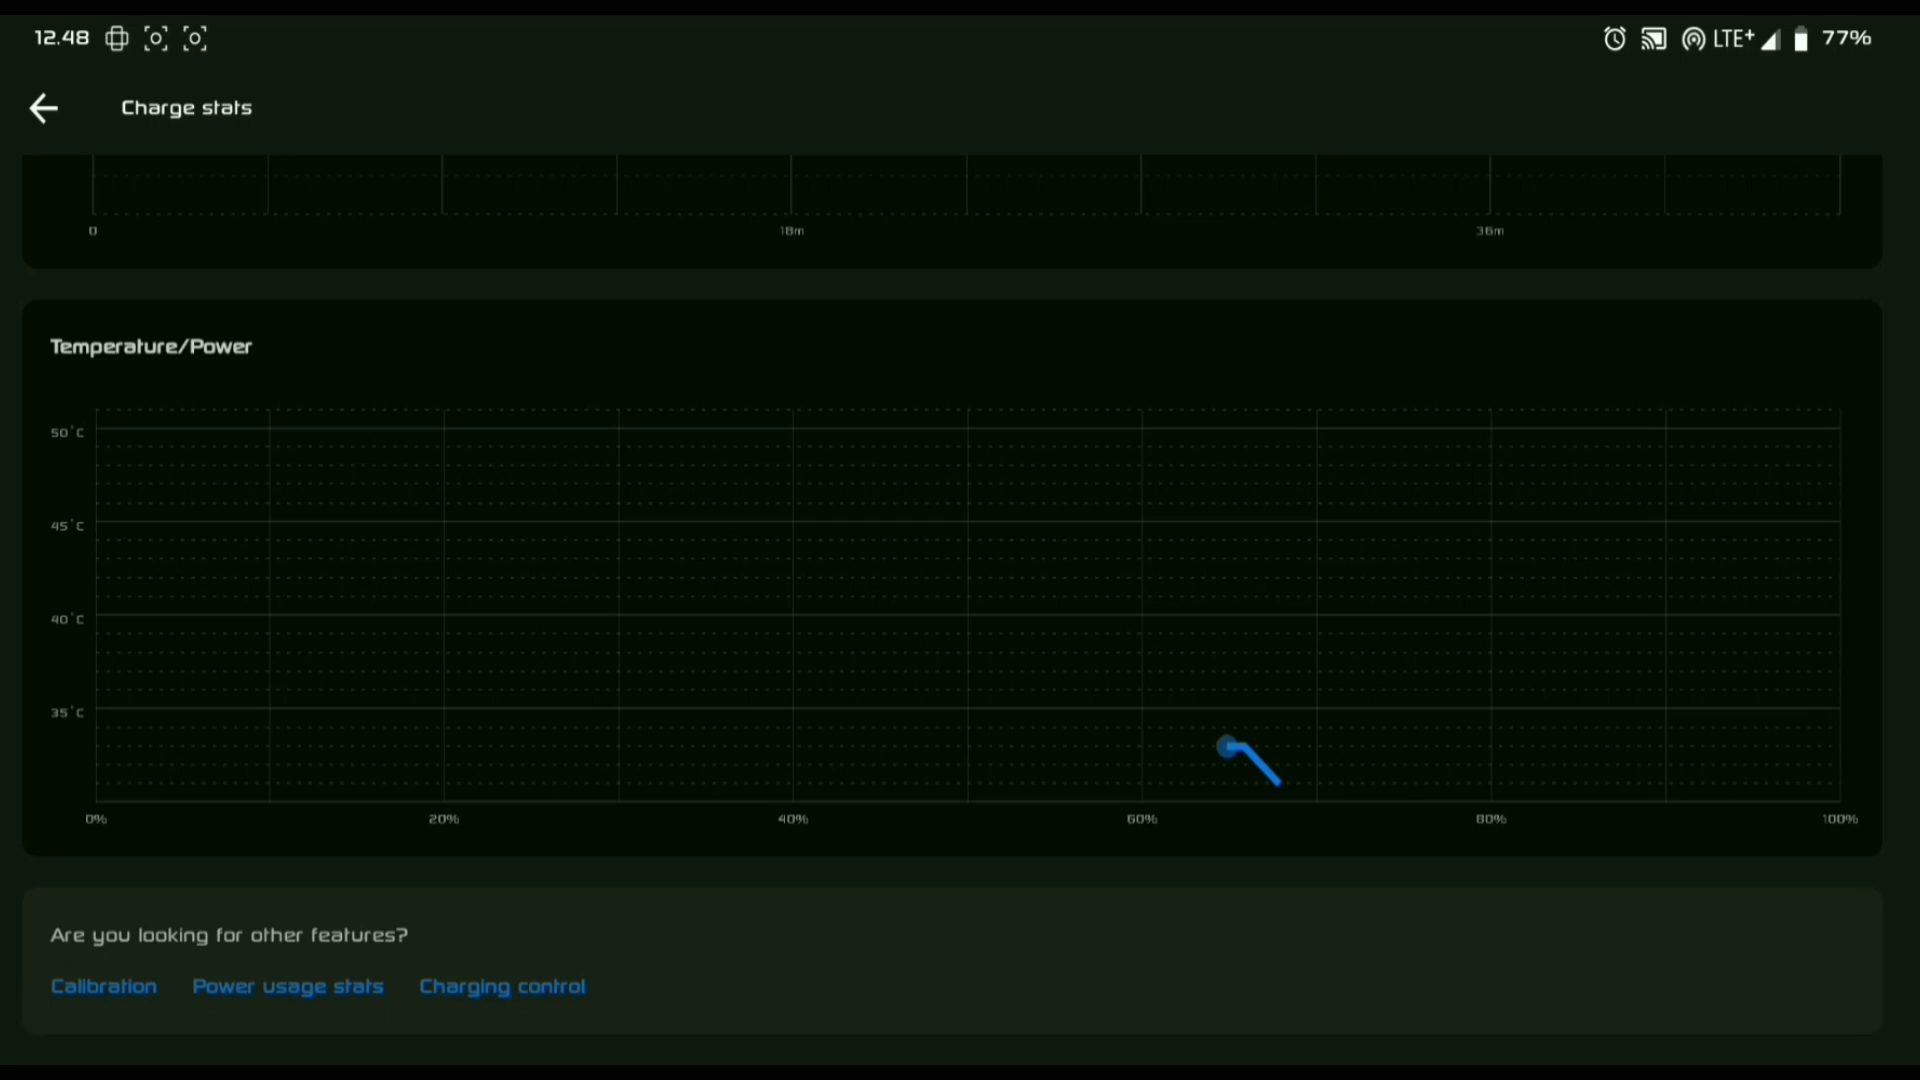 12.48 LTE+ 77%
Charge stats
0 18m 36m
Temperature/Power
50°C
45°C
40°C
35°C
0% 20% 40% 60% 80% 100%
Are you looking for other features?
Calibration Power usage stats Charging control